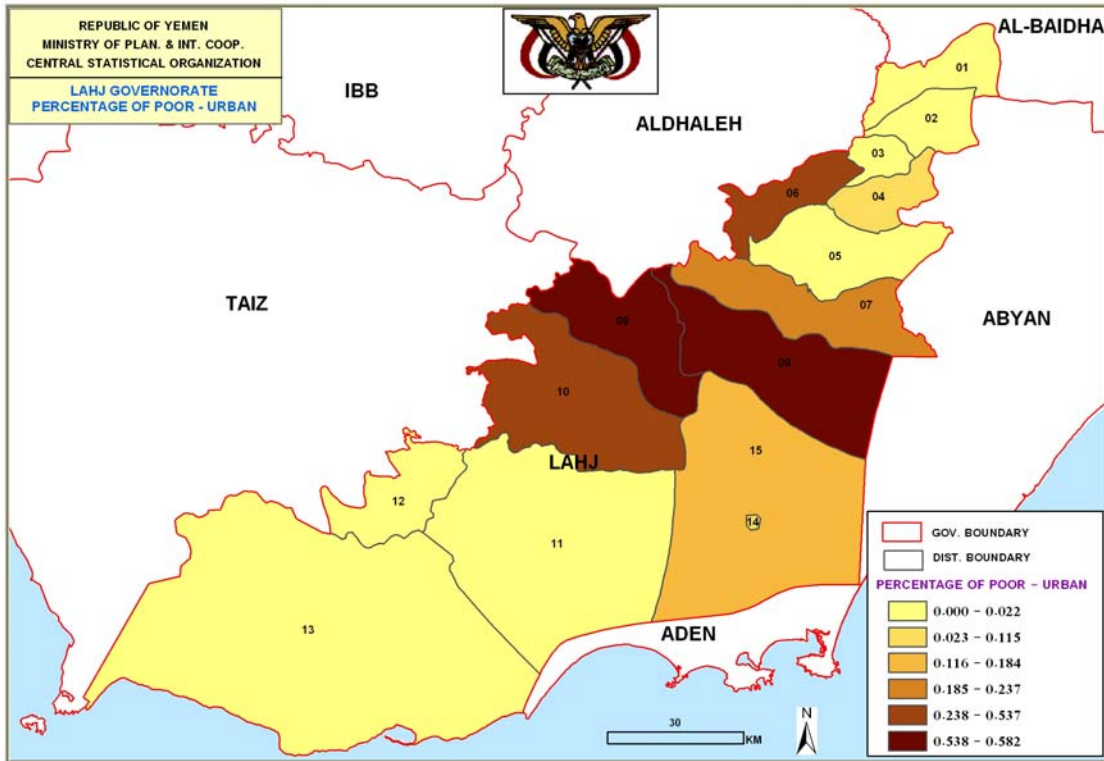 REPUBLIC OF YEMEN
MINISTRY OF PLAN. & INT. COOP.
CENTRAL STATISTICAL ORGANIZATION
LAHJ GOVERNORATE
PERCENTAGE OF POOR - URBAN
AL-BAIDHA
IBB
ALDHALEH
TAIZ
ABYAN
LAHJ
ADEN
01
02
03
04
05
06
07
08
09
10
11
12
13
14
15
GOV. BOUNDARY
DIST. BOUNDARY
PERCENTAGE OF POOR - URBAN
0.000 - 0.022
0.023 - 0.115
0.116 - 0.184
0.185 - 0.237
0.238 - 0.537
0.538 - 0.582
30
KM
N